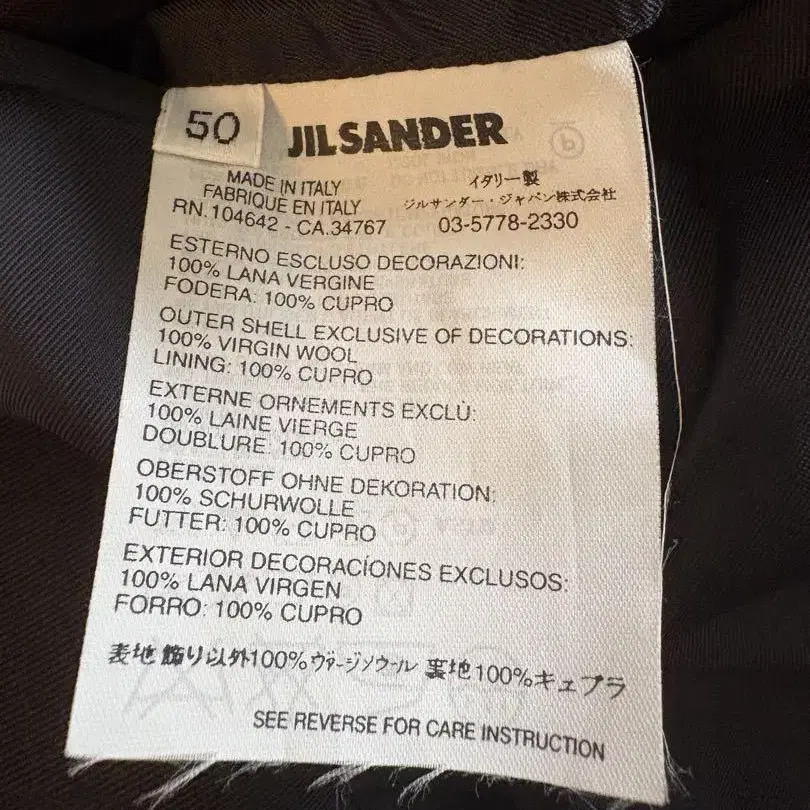 50
JIL SANDER
MADE IN ITALY
FABRIQUE EN ITALY
RN.104642 - CA.34767
イタリー製
ジルサンダー・ジャパン株式会社
03-5778-2330
ESTERNO ESCLUSO DECORAZIONI:
100% LANA VERGINE
FODERA: 100% CUPRO
OUTER SHELL EXCLUSIVE OF DECORATIONS:
100% VIRGIN WOOL
LINING: 100% CUPRO
EXTERNE ORNEMENTS EXCLÙ:
100% LAINE VIERGE
DOUBLURE: 100% CUPRO
OBERSTOFF OHNE DEKORATION:
100% SCHURWOLLE
FUTTER: 100% CUPRO
EXTERIOR DECORACÍONES EXCLUSOS:
100% LANA VIRGEN
FORRO: 100% CUPRO
表地 飾り以外100%ヴァージンウール 裏地100%キュプラ
SEE REVERSE FOR CARE INSTRUCTION